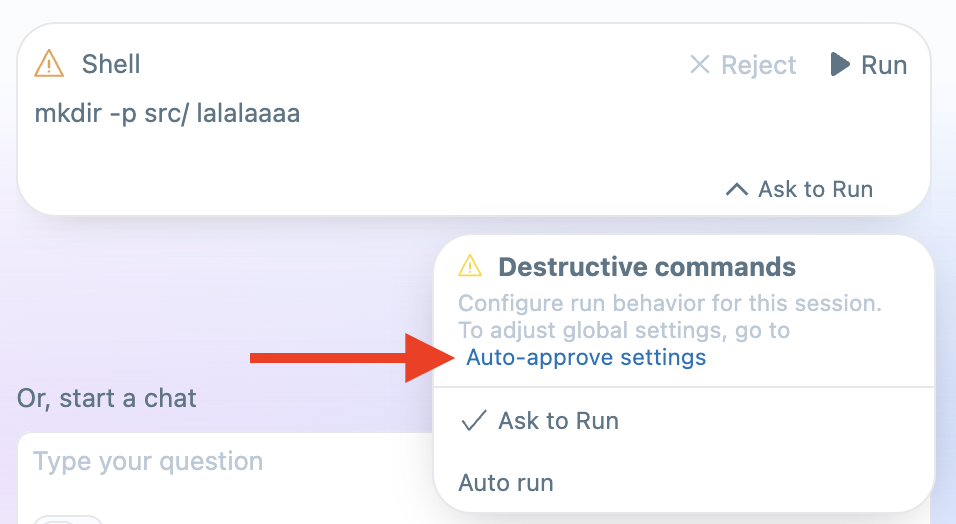 Shell
Reject
Run
mkdir -p src/ lalalaaaa
Ask to Run
Destructive commands
Configure run behavior for this session.
To adjust global settings, go to
Auto-approve settings
Or, start a chat
Ask to Run
Type your question
Auto run